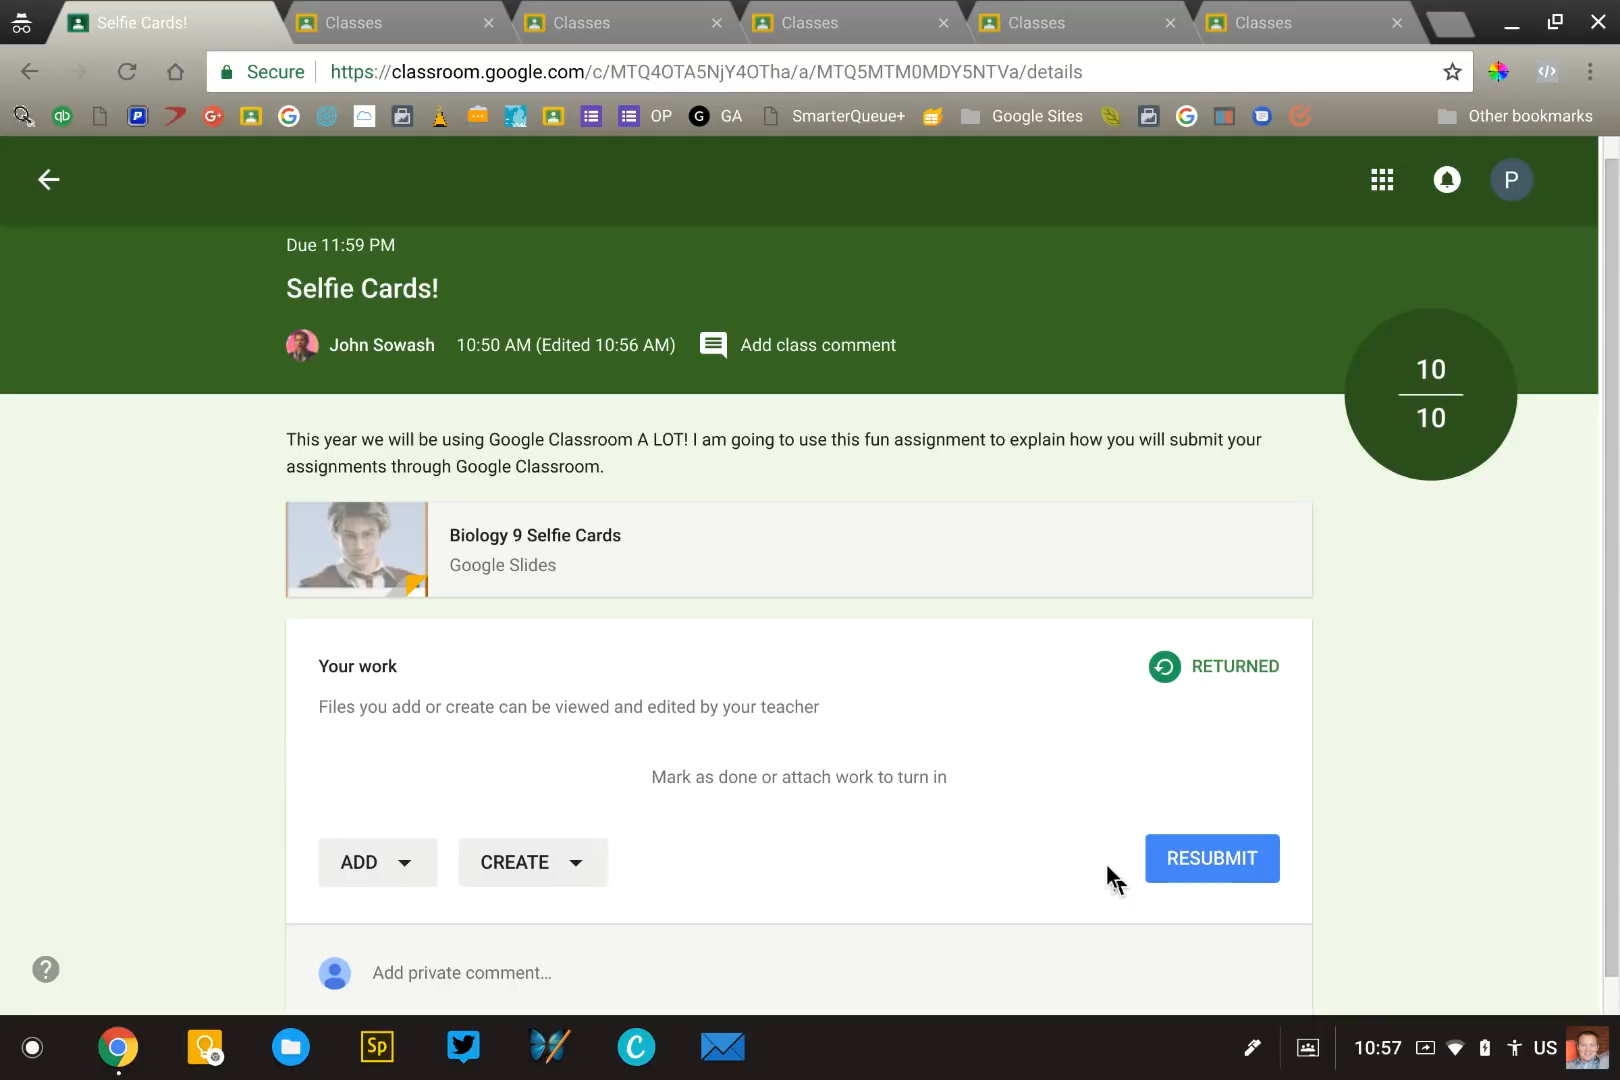 Selfie Cards!
Classes
Classes
Classes
Classes
Classes
Secure
https://classroom.google.com/c/MTQ4OTA5NjY4OTha/a/MTQ5MTM0MDY5NTVa/details
qb P G+ G OP G GA SmarterQueue+ Google Sites G Other bookmarks
P
Due 11:59 PM
Selfie Cards!
John Sowash 10:50 AM (Edited 10:56 AM) Add class comment
10
10
This year we will be using Google Classroom A LOT! I am going to use this fun assignment to explain how you will submit your
assignments through Google Classroom.
Biology 9 Selfie Cards
Google Slides
Your work
RETURNED
Files you add or create can be viewed and edited by your teacher
Mark as done or attach work to turn in
ADD CREATE RESUBMIT
Add private comment...
?
Sp C 10:57 US